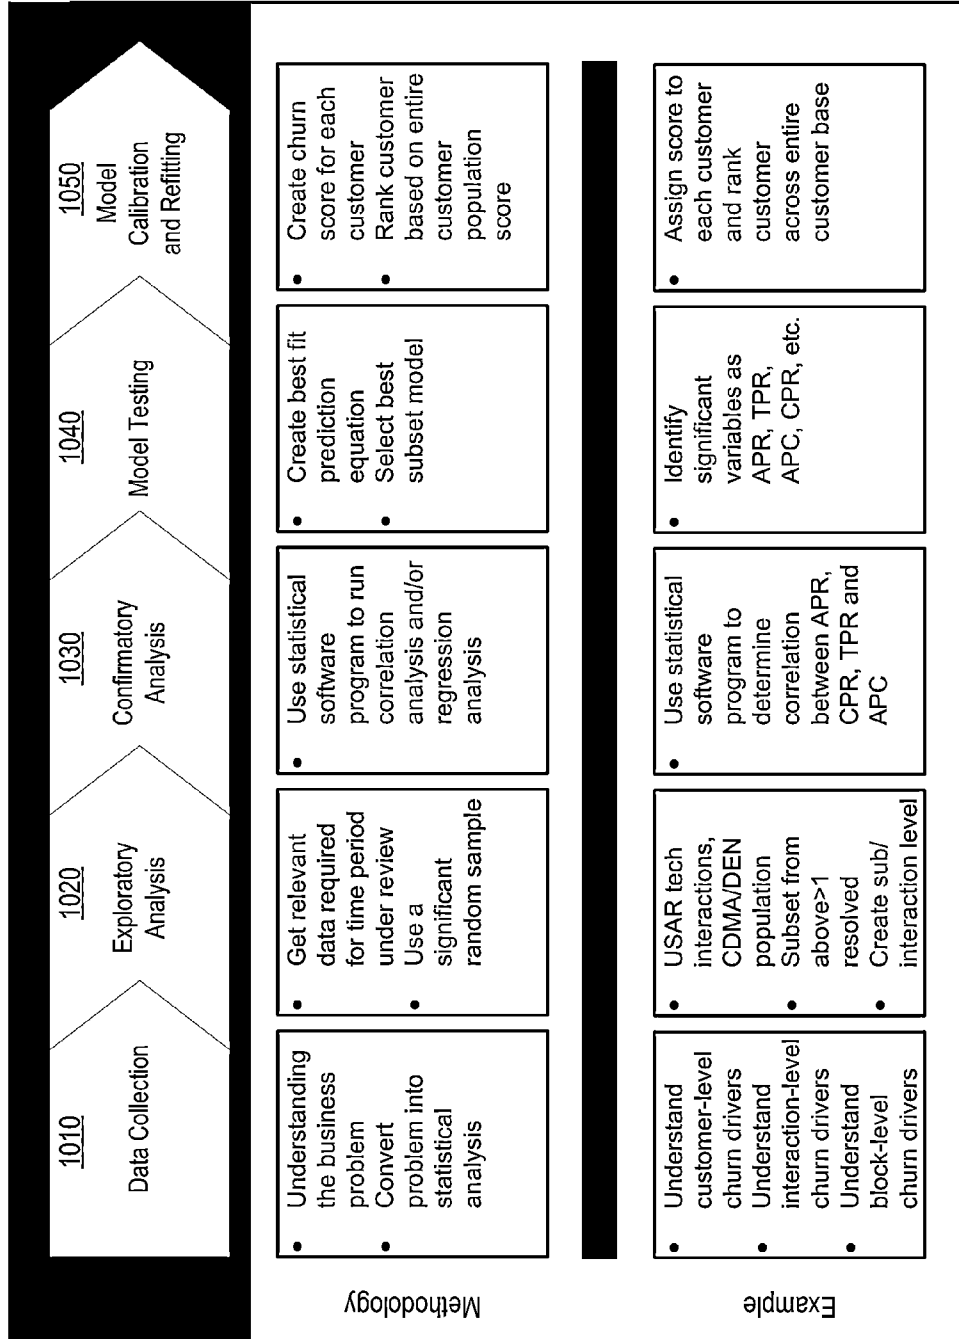 1010
Data Collection
1020
Exploratory
Analysis
1030
Confirmatory
Analysis
1040
Model Testing
1050
Model
Calibration
and Refitting
Methodology
• Understanding
the business
problem
• Convert
problem into
statistical
analysis
• Get relevant
data required
for time period
under review
• Use a
significant
random sample
• Use statistical
software
program to run
correlation
analysis and/or
regression
analysis
• Create best fit
prediction
equation
• Select best
subset model
• Create churn
score for each
customer
• Rank customer
based on entire
customer
population
score
Example
• Understand
customer-level
churn drivers
• Understand
interaction-level
churn drivers
• Understand
block-level
churn drivers
• USAR tech
interactions,
CDMA/DEN
population
• Subset from
above>1
resolved
• Create sub/
interaction level
• Use statistical
software
program to
determine
correlation
between APR,
CPR, TPR and
APC
• Identify
significant
variables as
APR, TPR,
APC, CPR, etc.
• Assign score to
each customer
and rank
customer
across entire
customer base